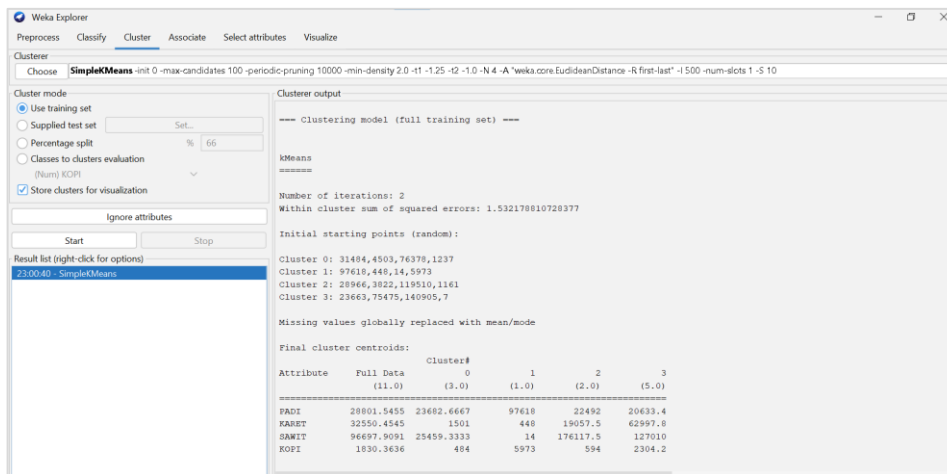 Weka Explorer
Preprocess Classify Cluster Associate Select attributes Visualize
Clusterer
Choose SimpleKMeans -init 0 -max-candidates 100 -periodic-pruning 10000 -min-density 2.0 -t1 -1.25 -t2 -1.0 -N 4 -A "weka.core.EuclideanDistance -R first-last" -I 500 -num-slots 1 -S 10
Cluster mode
Use training set
Supplied test set Set...
Percentage split % 66
Classes to clusters evaluation
(Num) KOPI
Store clusters for visualization
Ignore attributes
Start Stop
Result list (right-click for options)
23:00:40 - SimpleKMeans
Clusterer output
=== Clustering model (full training set) ===
kMeans
======
Number of iterations: 2
Within cluster sum of squared errors: 1.532178810728377
Initial starting points (random):
Cluster 0: 31484,4503,76378,1237
Cluster 1: 97618,448,14,5973
Cluster 2: 28966,3822,119510,1161
Cluster 3: 23663,75475,140905,7
Missing values globally replaced with mean/mode
Final cluster centroids:
Cluster#
Attribute Full Data 0 1 2 3
(11.0) (3.0) (1.0) (2.0) (5.0)
PADI 28801.5455 23682.6667 97618 22492 20633.4
KARET 32550.4545 1501 448 19057.5 62997.8
SAWIT 96697.9091 25459.3333 14 176117.5 127010
KOPI 1830.3636 484 5973 594 2304.2